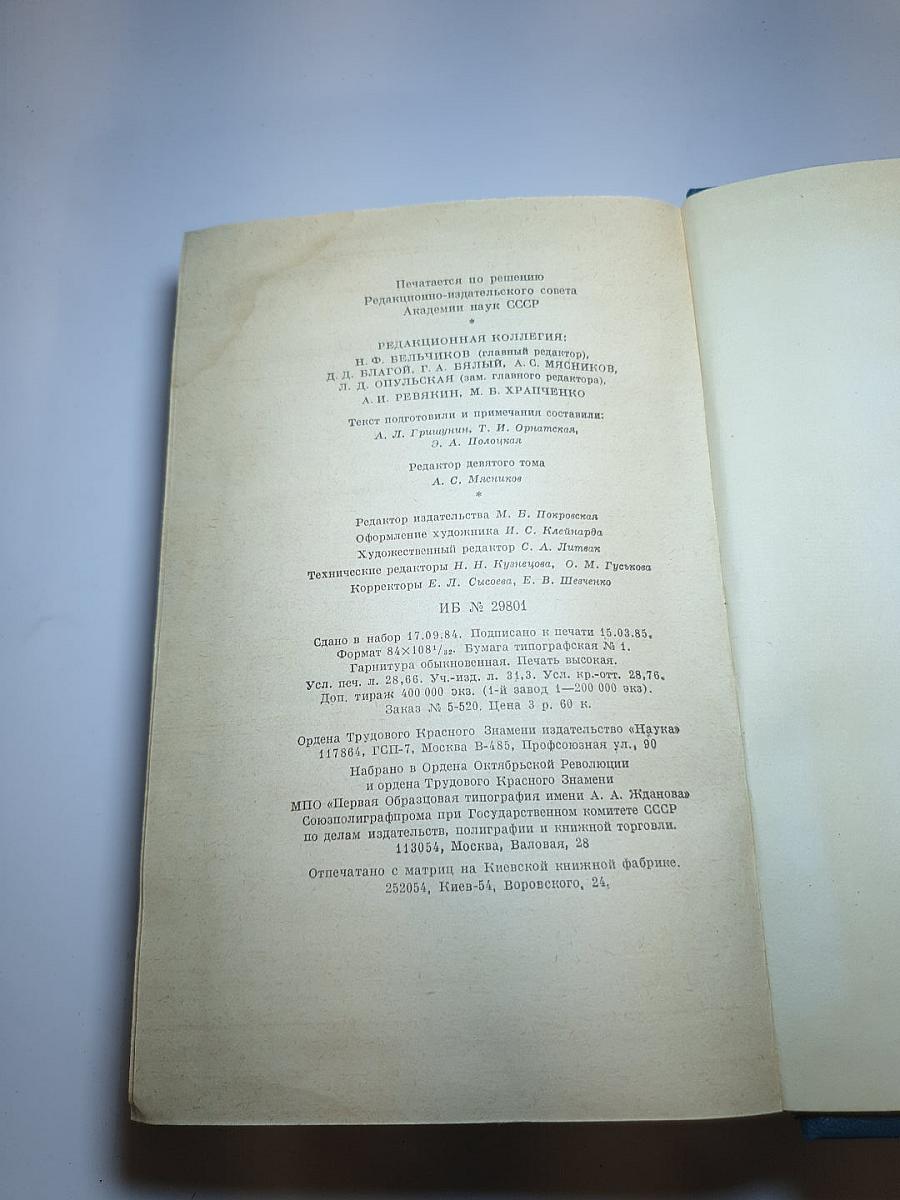 Печатается по решению
Редакционно-издательского совета
Академии наук СССР
*
РЕДАКЦИОННАЯ КОЛЛЕГИЯ:
Н. Ф. БЕЛЬЧИКОВ (главный редактор),
Д. Д. БЛАГОЙ, Г. А. БЯЛЫЙ, А. С. МЯСНИКОВ,
Л. Д. ОПУЛЬСКАЯ (зам. главного редактора),
А. И. РЕВЯКИН, М. Б. ХРАПЧЕНКО
Текст подготовили и примечания составили:
А. Л. Гришунин, Т. И. Орнатская,
Э. А. Полоцкая
Редактор девятого тома
А. С. Мясников
*
Редактор издательства М. Б. Покровская
Оформление художника И. С. Клейнарда
Художественный редактор С. А. Литвак
Технические редакторы Н. Н. Кузнецова, О. М. Гуськова
Корректоры Е. Л. Сысоева, Е. В. Шевченко
ИБ № 29801
Сдано в набор 17.09.84. Подписано к печати 15.03.85.
Формат 84×108¹/₃₂. Бумага типографская № 1.
Гарнитура обыкновенная. Печать высокая.
Усл. печ. л. 28,66. Уч.-изд. л. 31,3. Усл. кр.-отт. 28,76.
Доп. тираж 400 000 экз. (1-й завод 1—200 000 экз).
Заказ № 5-520. Цена 3 р. 60 к.
Ордена Трудового Красного Знамени издательство «Наука»
117864, ГСП-7, Москва В-485, Профсоюзная ул., 90
Набрано в Ордена Октябрьской Революции
и ордена Трудового Красного Знамени
МПО «Первая Образцовая типография имени А. А. Жданова»
Союзполиграфпрома при Государственном комитете СССР
по делам издательств, полиграфии и книжной торговли.
113054, Москва, Валовая, 28
Отпечатано с матриц на Киевской книжной фабрике.
252054, Киев-54, Воровского, 24.